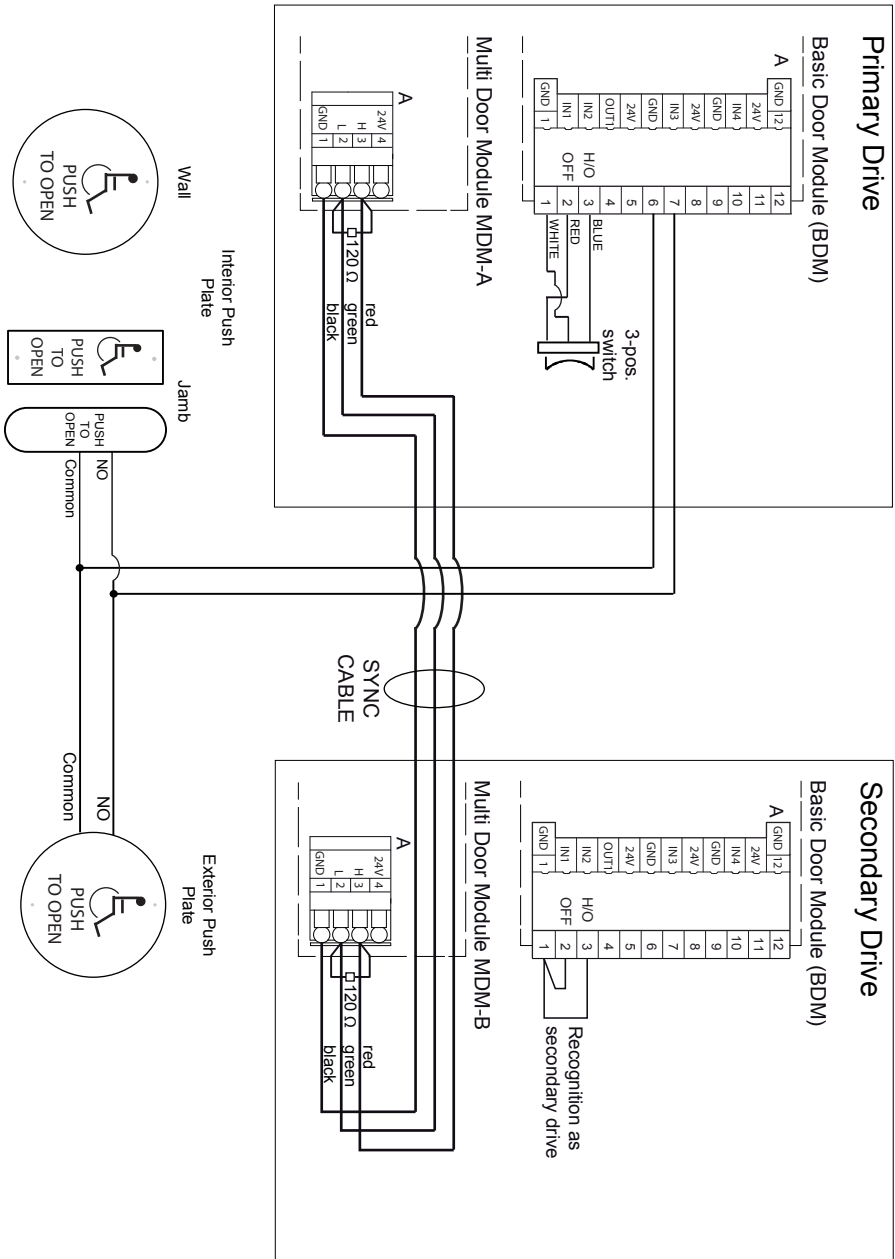 Primary Drive
Basic Door Module (BDM)
A
GND 12
24V
IN4
GND
24V
IN3
GND
24V
OUT1
IN2
IN1
GND 1
H/O
OFF
12
11
10
9
8
7
6
5
4
3
2
1
BLUE
RED
WHITE
3-pos.
switch
Multi Door Module MDM-A
A
24V 4
H 3
L 2
GND 1
120 Ω
red
green
black
SYNC
CABLE
Secondary Drive
Basic Door Module (BDM)
A
GND 12
24V
IN4
GND
24V
IN3
GND
24V
OUT1
IN2
IN1
GND 1
H/O
OFF
12
11
10
9
8
7
6
5
4
3
2
1
Recognition as
secondary drive
Multi Door Module MDM-B
A
24V 4
H 3
L 2
GND 1
120 Ω
red
green
black
Interior Push
Plate
Wall
PUSH
TO OPEN
Jamb
PUSH
TO
OPEN
PUSH
TO
OPEN
NO
Common
Exterior Push
Plate
NO
Common
PUSH
TO OPEN